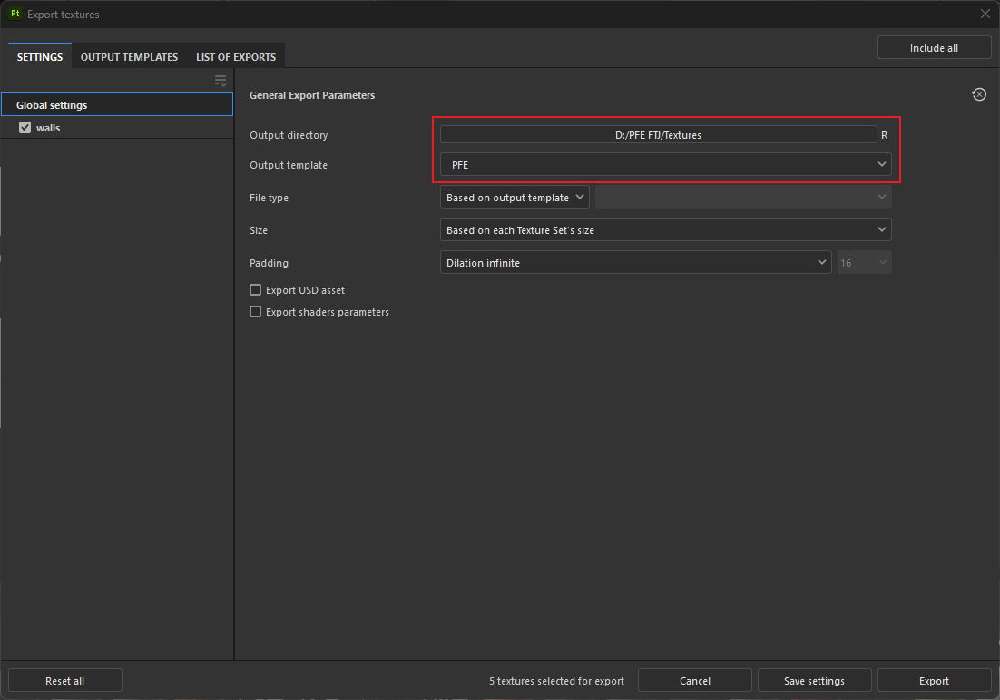 Pt Export textures
SETTINGS OUTPUT TEMPLATES LIST OF EXPORTS Include all
Global settings
walls
General Export Parameters
Output directory D:/PFE FTJ/Textures R
Output template PFE
File type Based on output template
Size Based on each Texture Set's size
Padding Dilation infinite 16
Export USD asset
Export shaders parameters
Reset all 5 textures selected for export Cancel Save settings Export